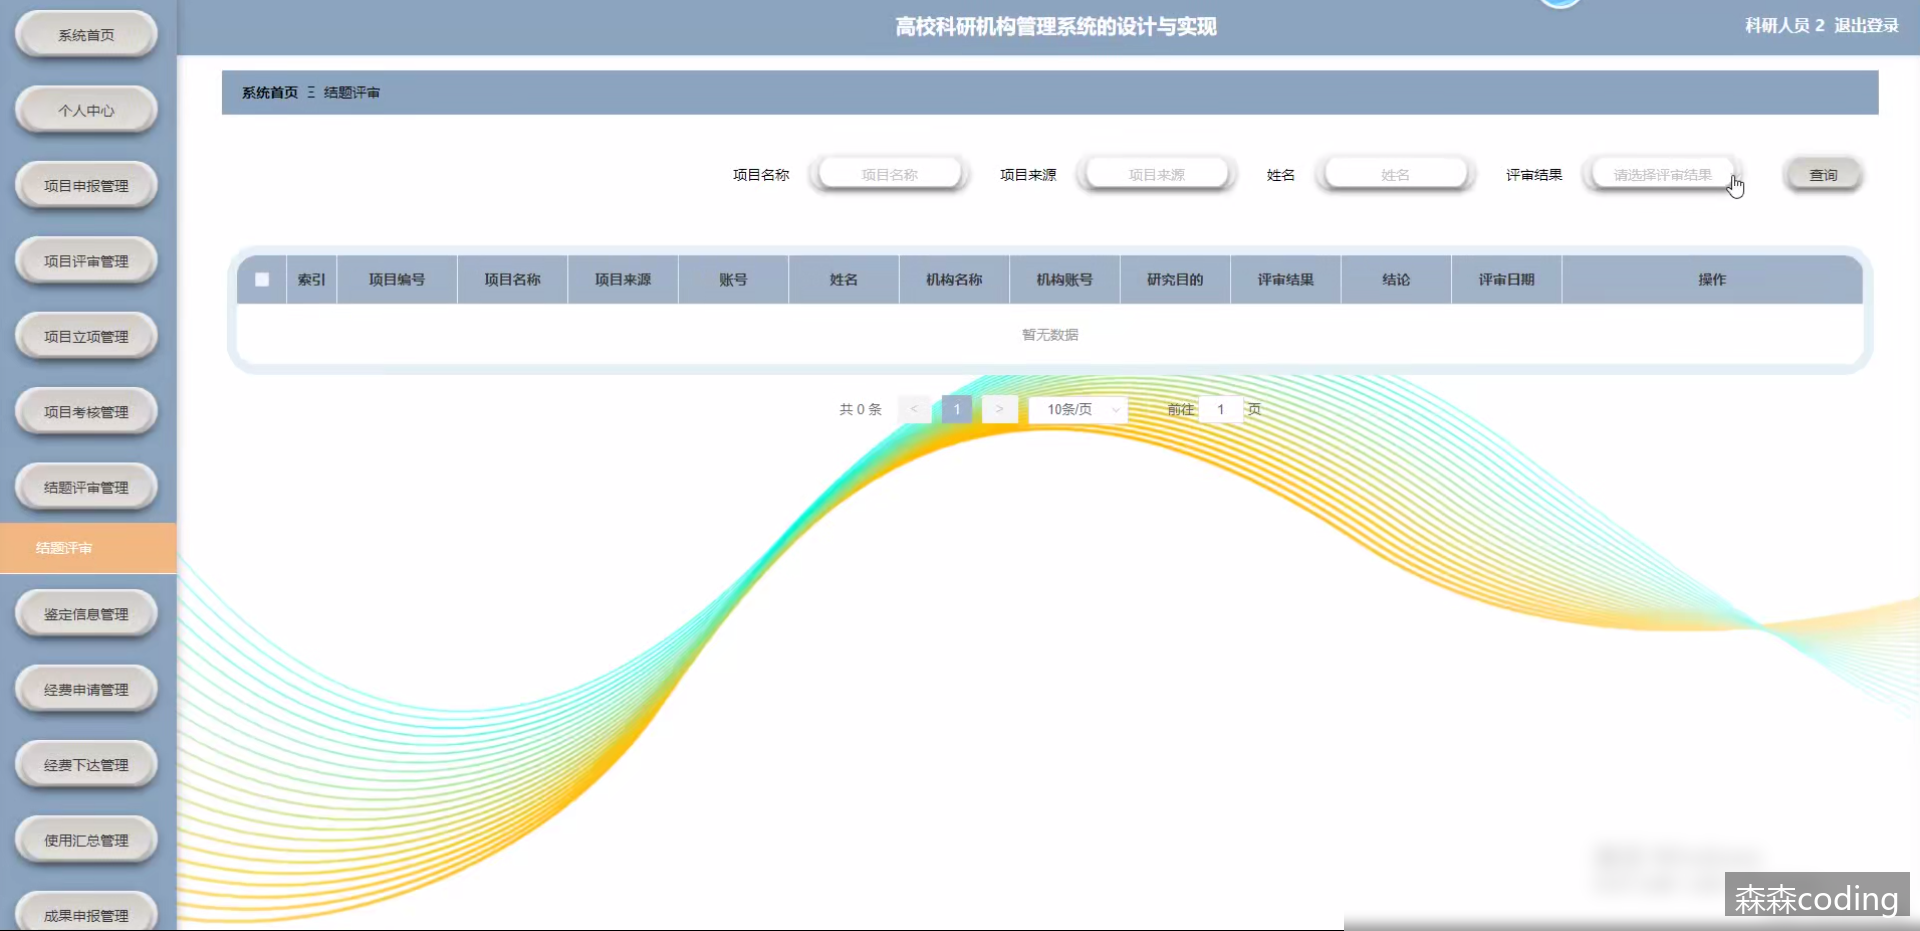 高校科研机构管理系统的设计与实现
科研人员 2 退出登录
系统首页
个人中心
项目申报管理
项目评审管理
项目立项管理
项目考核管理
结题评审管理
结题评审
鉴定信息管理
经费申请管理
经费下达管理
使用汇总管理
成果申报管理
系统首页 Ξ 结题评审
项目名称 项目名称 项目来源 项目来源 姓名 姓名 评审结果 请选择评审结果 查询
索引 项目编号 项目名称 项目来源 账号 姓名 机构名称 机构账号 研究目的 评审结果 结论 评审日期 操作
暂无数据
共 0 条 < 1 > 10条/页 前往 1 页
森森coding